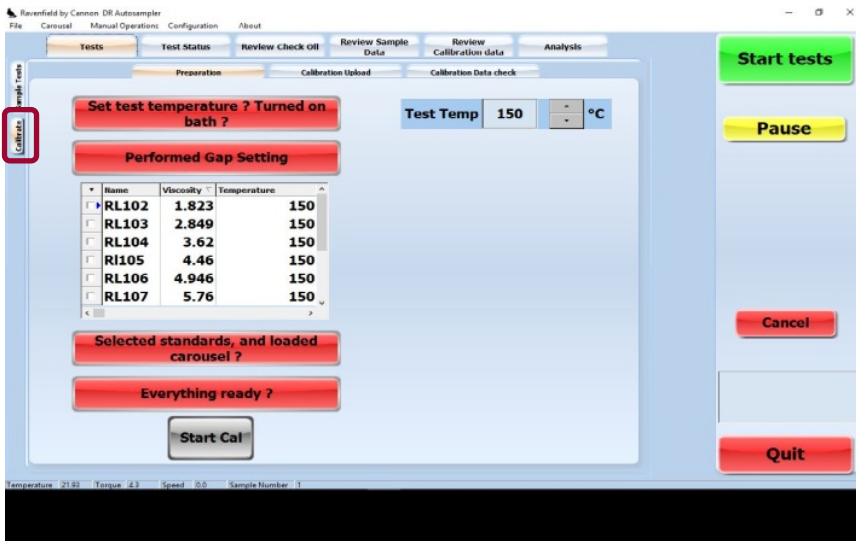 Ravenfield by Cannon DR Autosampler
File Carousel Manual Operations Configuration About
Tests Test Status Review Check Oil Review Sample Data Review Calibration data Analysis
Preparation Calibration Upload Calibration Data check
Sample Tests
Calibrate
Set test temperature ? Turned on
bath ?
Test Temp 150 °C
Performed Gap Setting
Name Viscosity Temperature
RL102 1.823 150
RL103 2.849 150
RL104 3.62 150
Rl105 4.46 150
RL106 4.946 150
RL107 5.76 150
Selected standards, and loaded
carousel ?
Everything ready ?
Start Cal
Start tests
Pause
Cancel
Quit
Temperature 21.93 Torque 4.3 Speed 0.0 Sample Number 1